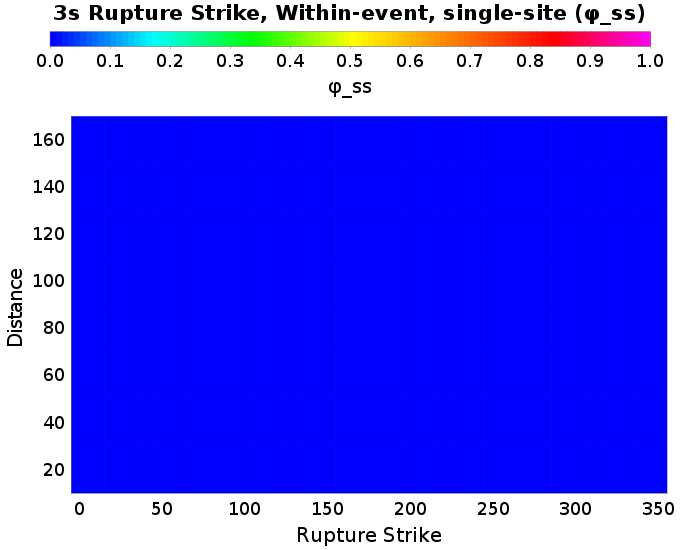 3s Rupture Strike, Within-event, single-site (φ_ss)
0.0 0.1 0.2 0.3 0.4 0.5 0.6 0.7 0.8 0.9 1.0
φ_ss
160
140
120
100
80
60
40
20
Distance
0 50 100 150 200 250 300 350
Rupture Strike